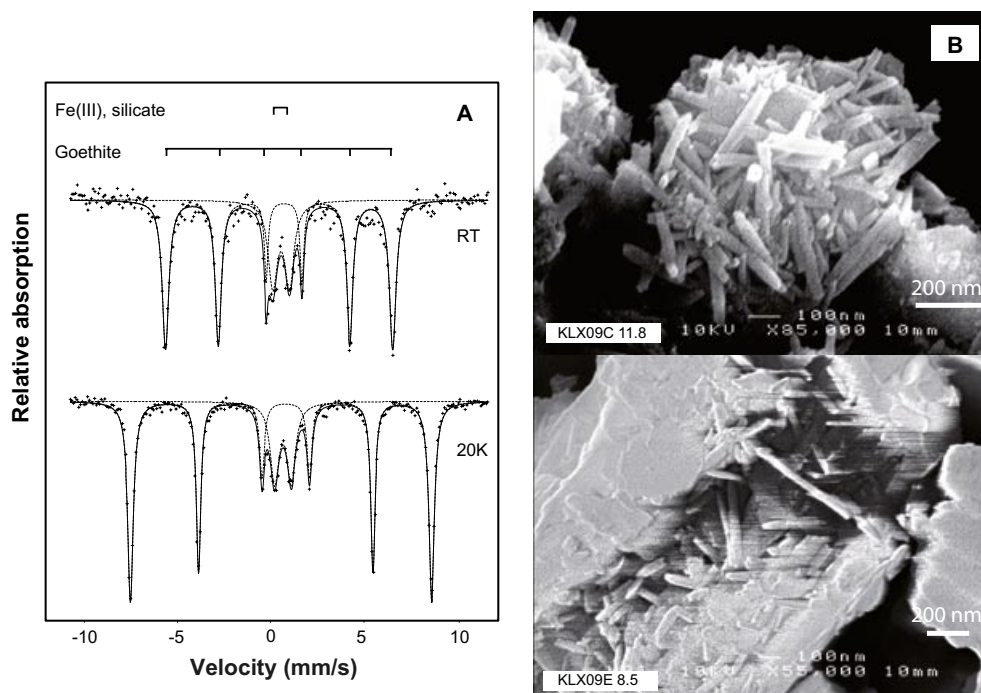 A
Fe(III), silicate
Goethite
RT
20K
Relative absorption
-10 -5 0 5 10
Velocity (mm/s)
B
200 nm
100nm
10KV X85,000 10mm
KLX09C 11.8
200 nm
100nm
10KV X55,000 10mm
KLX09E 8.5